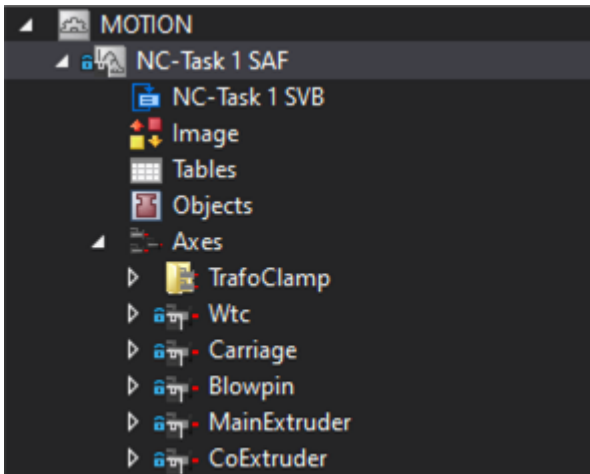 MOTION
NC-Task 1 SAF
NC-Task 1 SVB
Image
Tables
Objects
Axes
TrafoClamp
Wtc
Carriage
Blowpin
MainExtruder
CoExtruder